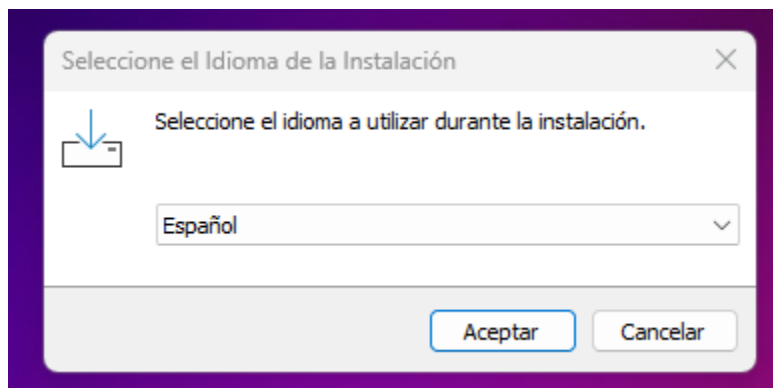 Seleccione el Idioma de la Instalación
Seleccione el idioma a utilizar durante la instalación.
Español
Aceptar
Cancelar